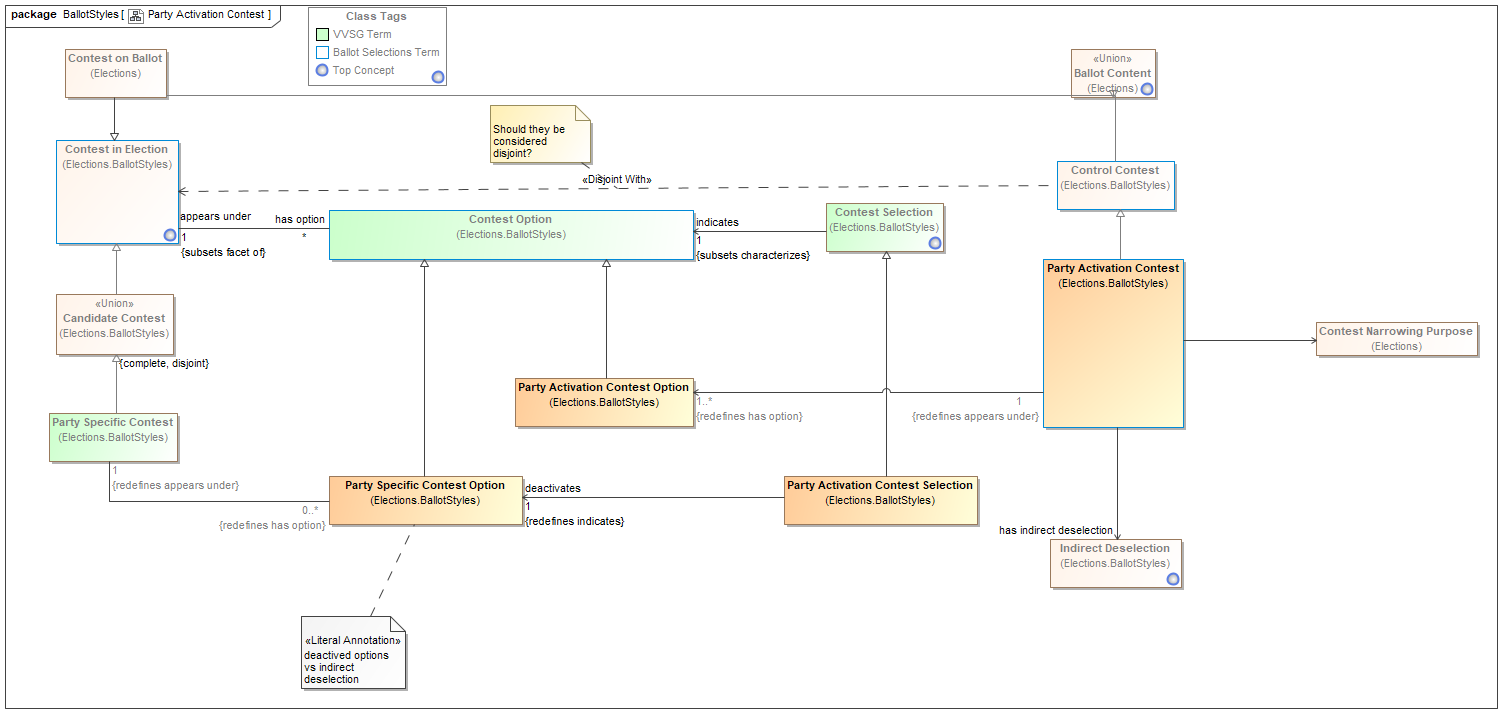 package BallotStyles [ Party Activation Contest ]
Class Tags
VVSG Term
Ballot Selections Term
Top Concept
Contest on Ballot
(Elections)
«Union»
Ballot Content
(Elections)
Should they be
considered
disjoint?
Contest in Election
(Elections.BallotStyles)
«Disjoint With»
Control Contest
(Elections.BallotStyles)
appears under
1
{subsets facet of}
has option
*
Contest Option
(Elections.BallotStyles)
indicates
1
{subsets characterizes}
Contest Selection
(Elections.BallotStyles)
Party Activation Contest
(Elections.BallotStyles)
«Union»
Candidate Contest
(Elections.BallotStyles)
{complete, disjoint}
Contest Narrowing Purpose
(Elections)
Party Activation Contest Option
(Elections.BallotStyles)
1..*
{redefines has option}
1
{redefines appears under}
Party Specific Contest
(Elections.BallotStyles)
1
{redefines appears under}
0..*
{redefines has option}
Party Specific Contest Option
(Elections.BallotStyles)
deactivates
1
{redefines indicates}
Party Activation Contest Selection
(Elections.BallotStyles)
has indirect deselection
Indirect Deselection
(Elections.BallotStyles)
«Literal Annotation»
deactived options
vs indirect
deselection